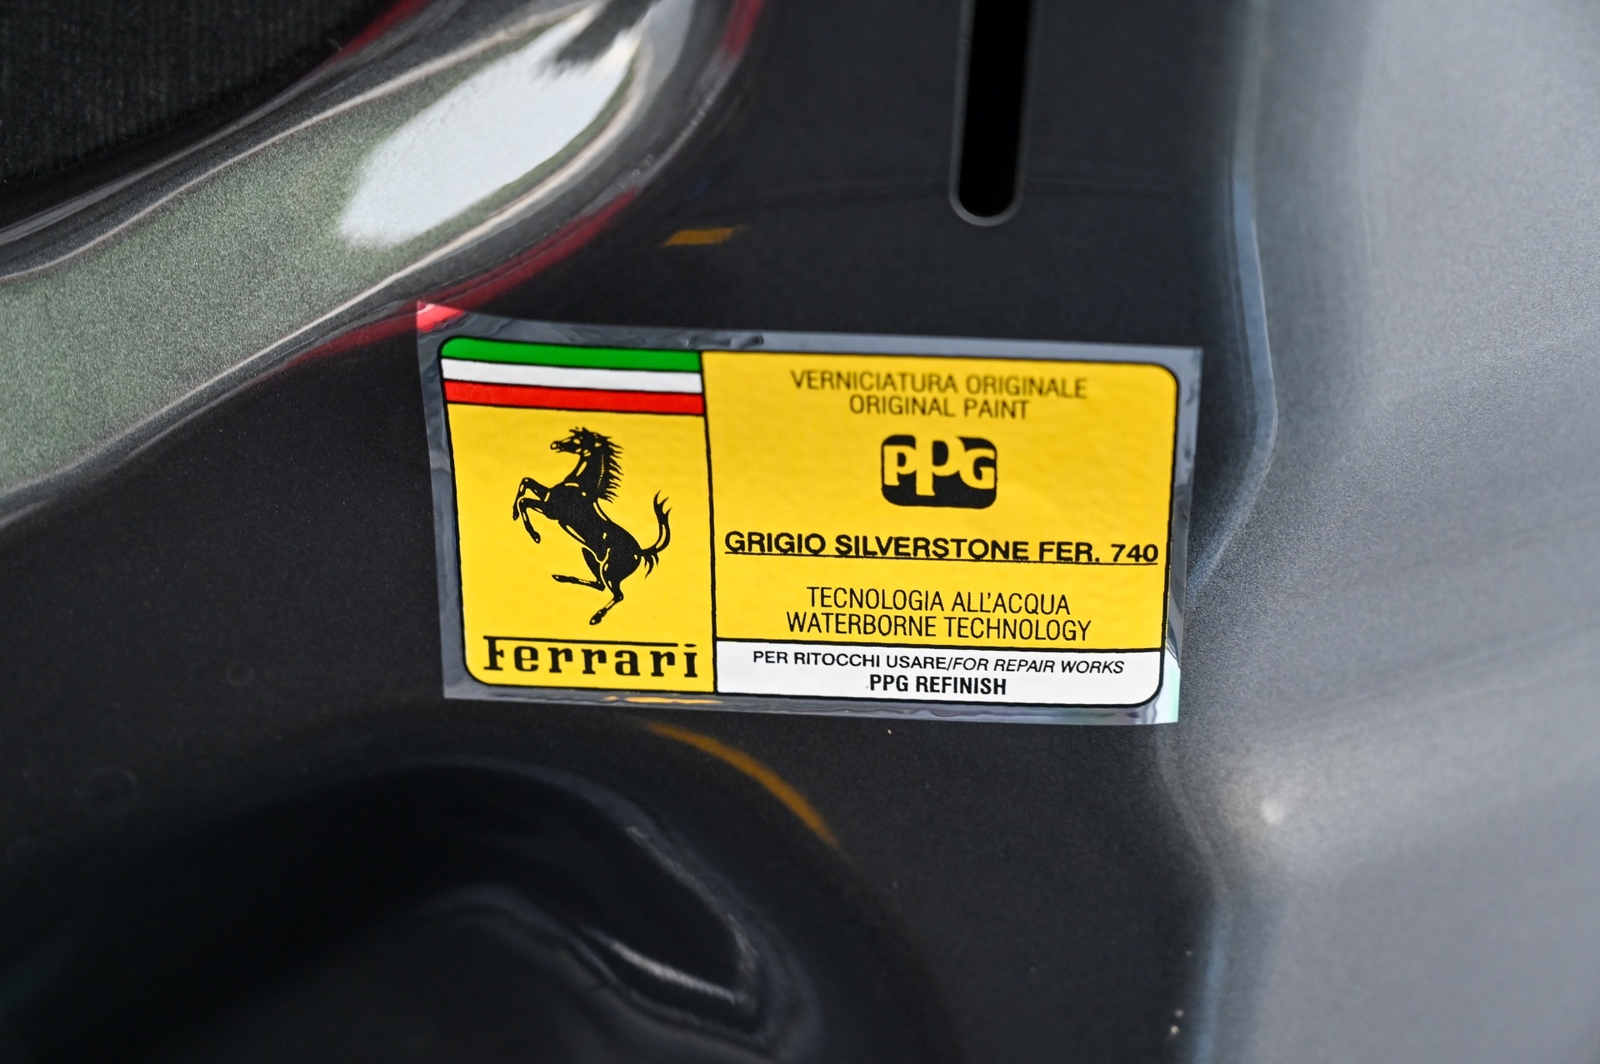 VERNICIATURA ORIGINALE
ORIGINAL PAINT
PPG
GRIGIO SILVERSTONE FER. 740
TECNOLOGIA ALL'ACQUA
WATERBORNE TECHNOLOGY
Ferrari
PER RITOCCHI USARE/FOR REPAIR WORKS
PPG REFINISH